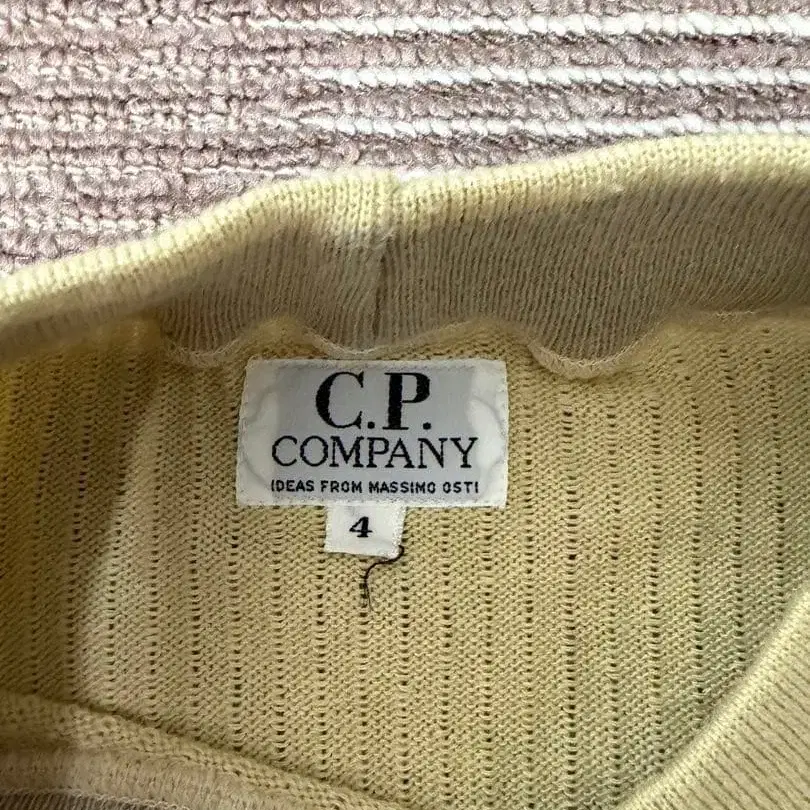 C.P.
COMPANY
IDEAS FROM MASSIMO OSTI
4